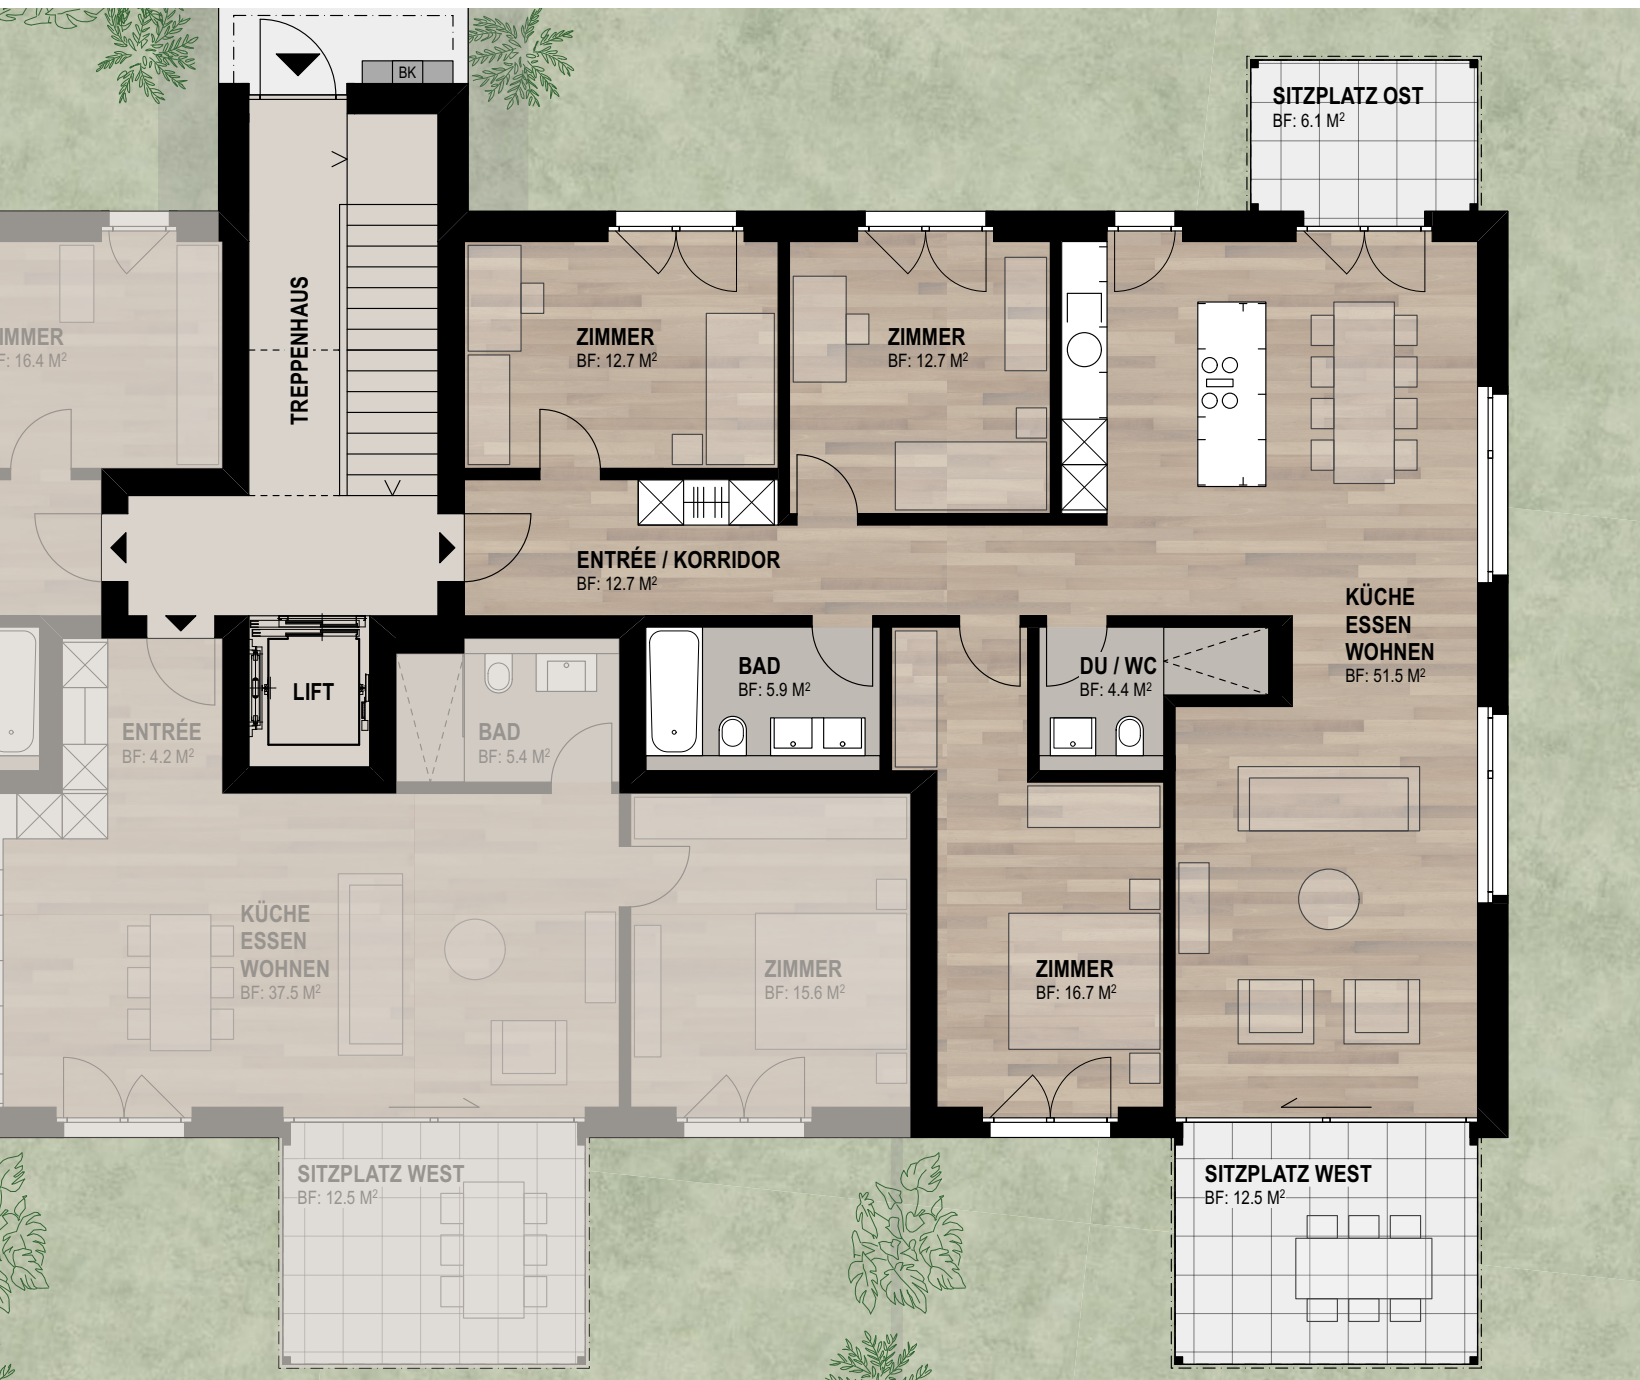 BK
SITZPLATZ OST
BF: 6.1 M²
TREPPENHAUS
IMMER
F: 16.4 M²
ZIMMER
BF: 12.7 M²
ZIMMER
BF: 12.7 M²
ENTRÉE / KORRIDOR
BF: 12.7 M²
KÜCHE
ESSEN
WOHNEN
BF: 51.5 M²
LIFT
BAD
BF: 5.9 M²
DU / WC
BF: 4.4 M²
ENTRÉE
BF: 4.2 M²
BAD
BF: 5.4 M²
KÜCHE
ESSEN
WOHNEN
BF: 37.5 M²
ZIMMER
BF: 15.6 M²
ZIMMER
BF: 16.7 M²
SITZPLATZ WEST
BF: 12.5 M²
SITZPLATZ WEST
BF: 12.5 M²